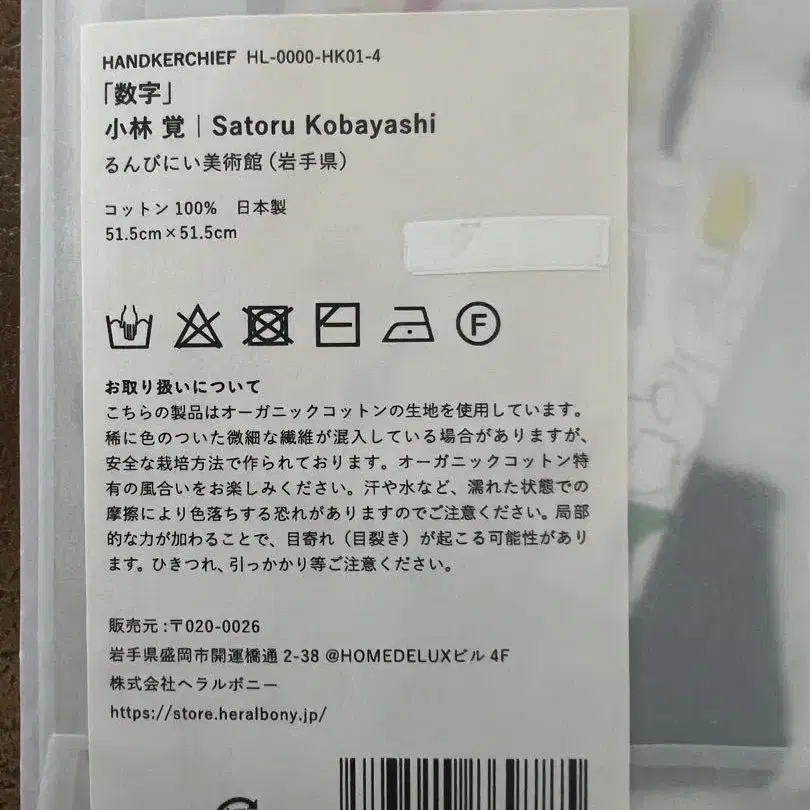 HANDKERCHIEF HL-0000-HK01-4
「数字」
小林 覚｜Satoru Kobayashi
るんびにい美術館（岩手県）
コットン 100%　日本製
51.5cm×51.5cm
F
お取り扱いについて
こちらの製品はオーガニックコットンの生地を使用しています。
稀に色のついた微細な繊維が混入している場合がありますが、
安全な栽培方法で作られております。オーガニックコットン特
有の風合いをお楽しみください。汗や水など、濡れた状態での
摩擦により色落ちする恐れがありますのでご注意ください。局部
的な力が加わることで、目寄れ（目裂き）が起こる可能性があり
ます。ひきつれ、引っかかり等ご注意ください。
販売元：〒020-0026
岩手県盛岡市開運橋通 2-38 @HOMEDELUXビル 4F
株式会社ヘラルボニー
https://store.heralbony.jp/